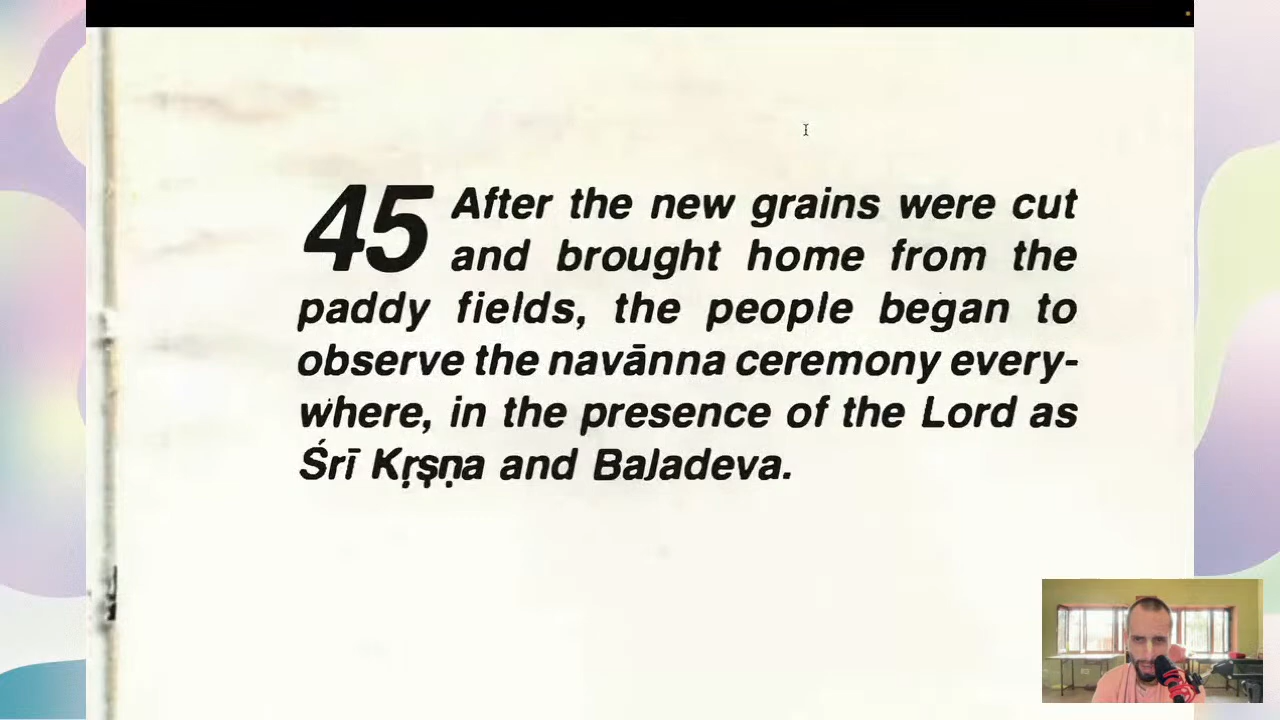 45 After the new grains were cut
and brought home from the
paddy fields, the people began to
observe the navānna ceremony every-
where, in the presence of the Lord as
Śrī Kṛṣṇa and Baladeva.